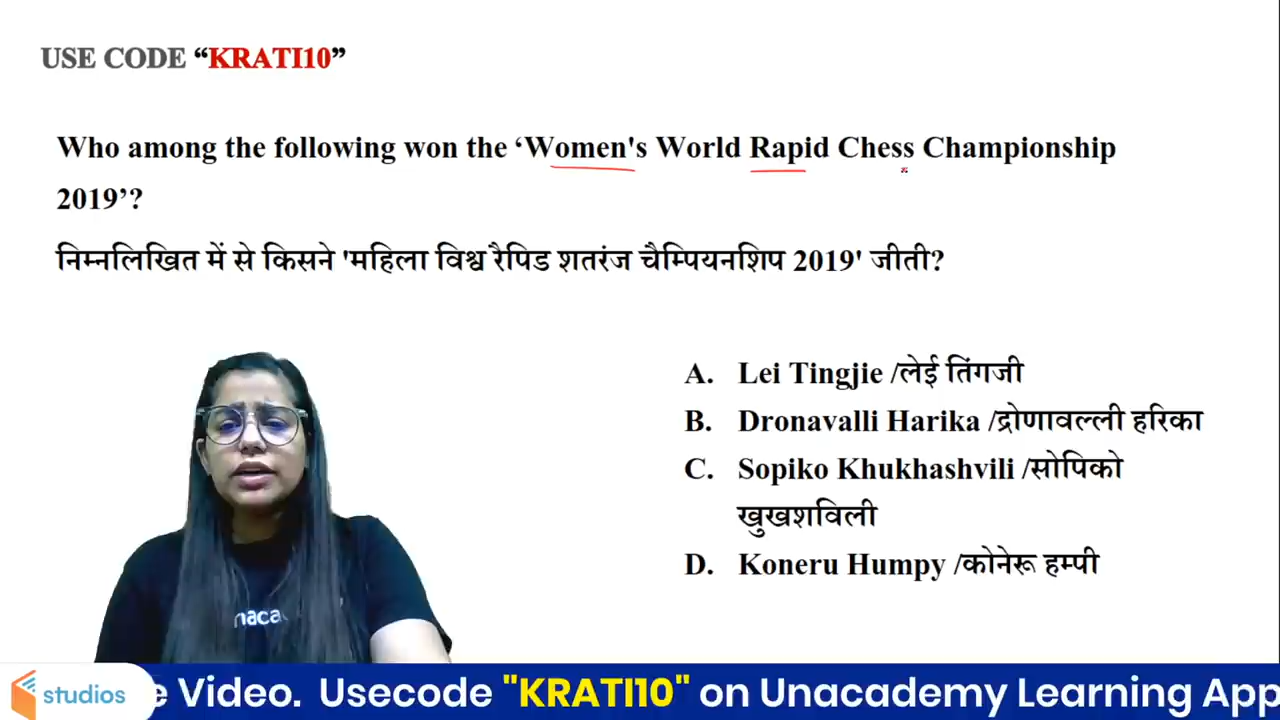 USE CODE “KRATI10”
Who among the following won the ‘Women's World Rapid Chess Championship
2019’?
निम्नलिखित में से किसने 'महिला विश्व रैपिड शतरंज चैम्पियनशिप 2019' जीती?
A. Lei Tingjie /लेई तिंगजी
B. Dronavalli Harika /द्रोणावल्ली हरिका
C. Sopiko Khukhashvili /सोपिको
खुखशविली
D. Koneru Humpy /कोनेरू हम्पी
naca
studios
e Video. Usecode "KRATI10" on Unacademy Learning App